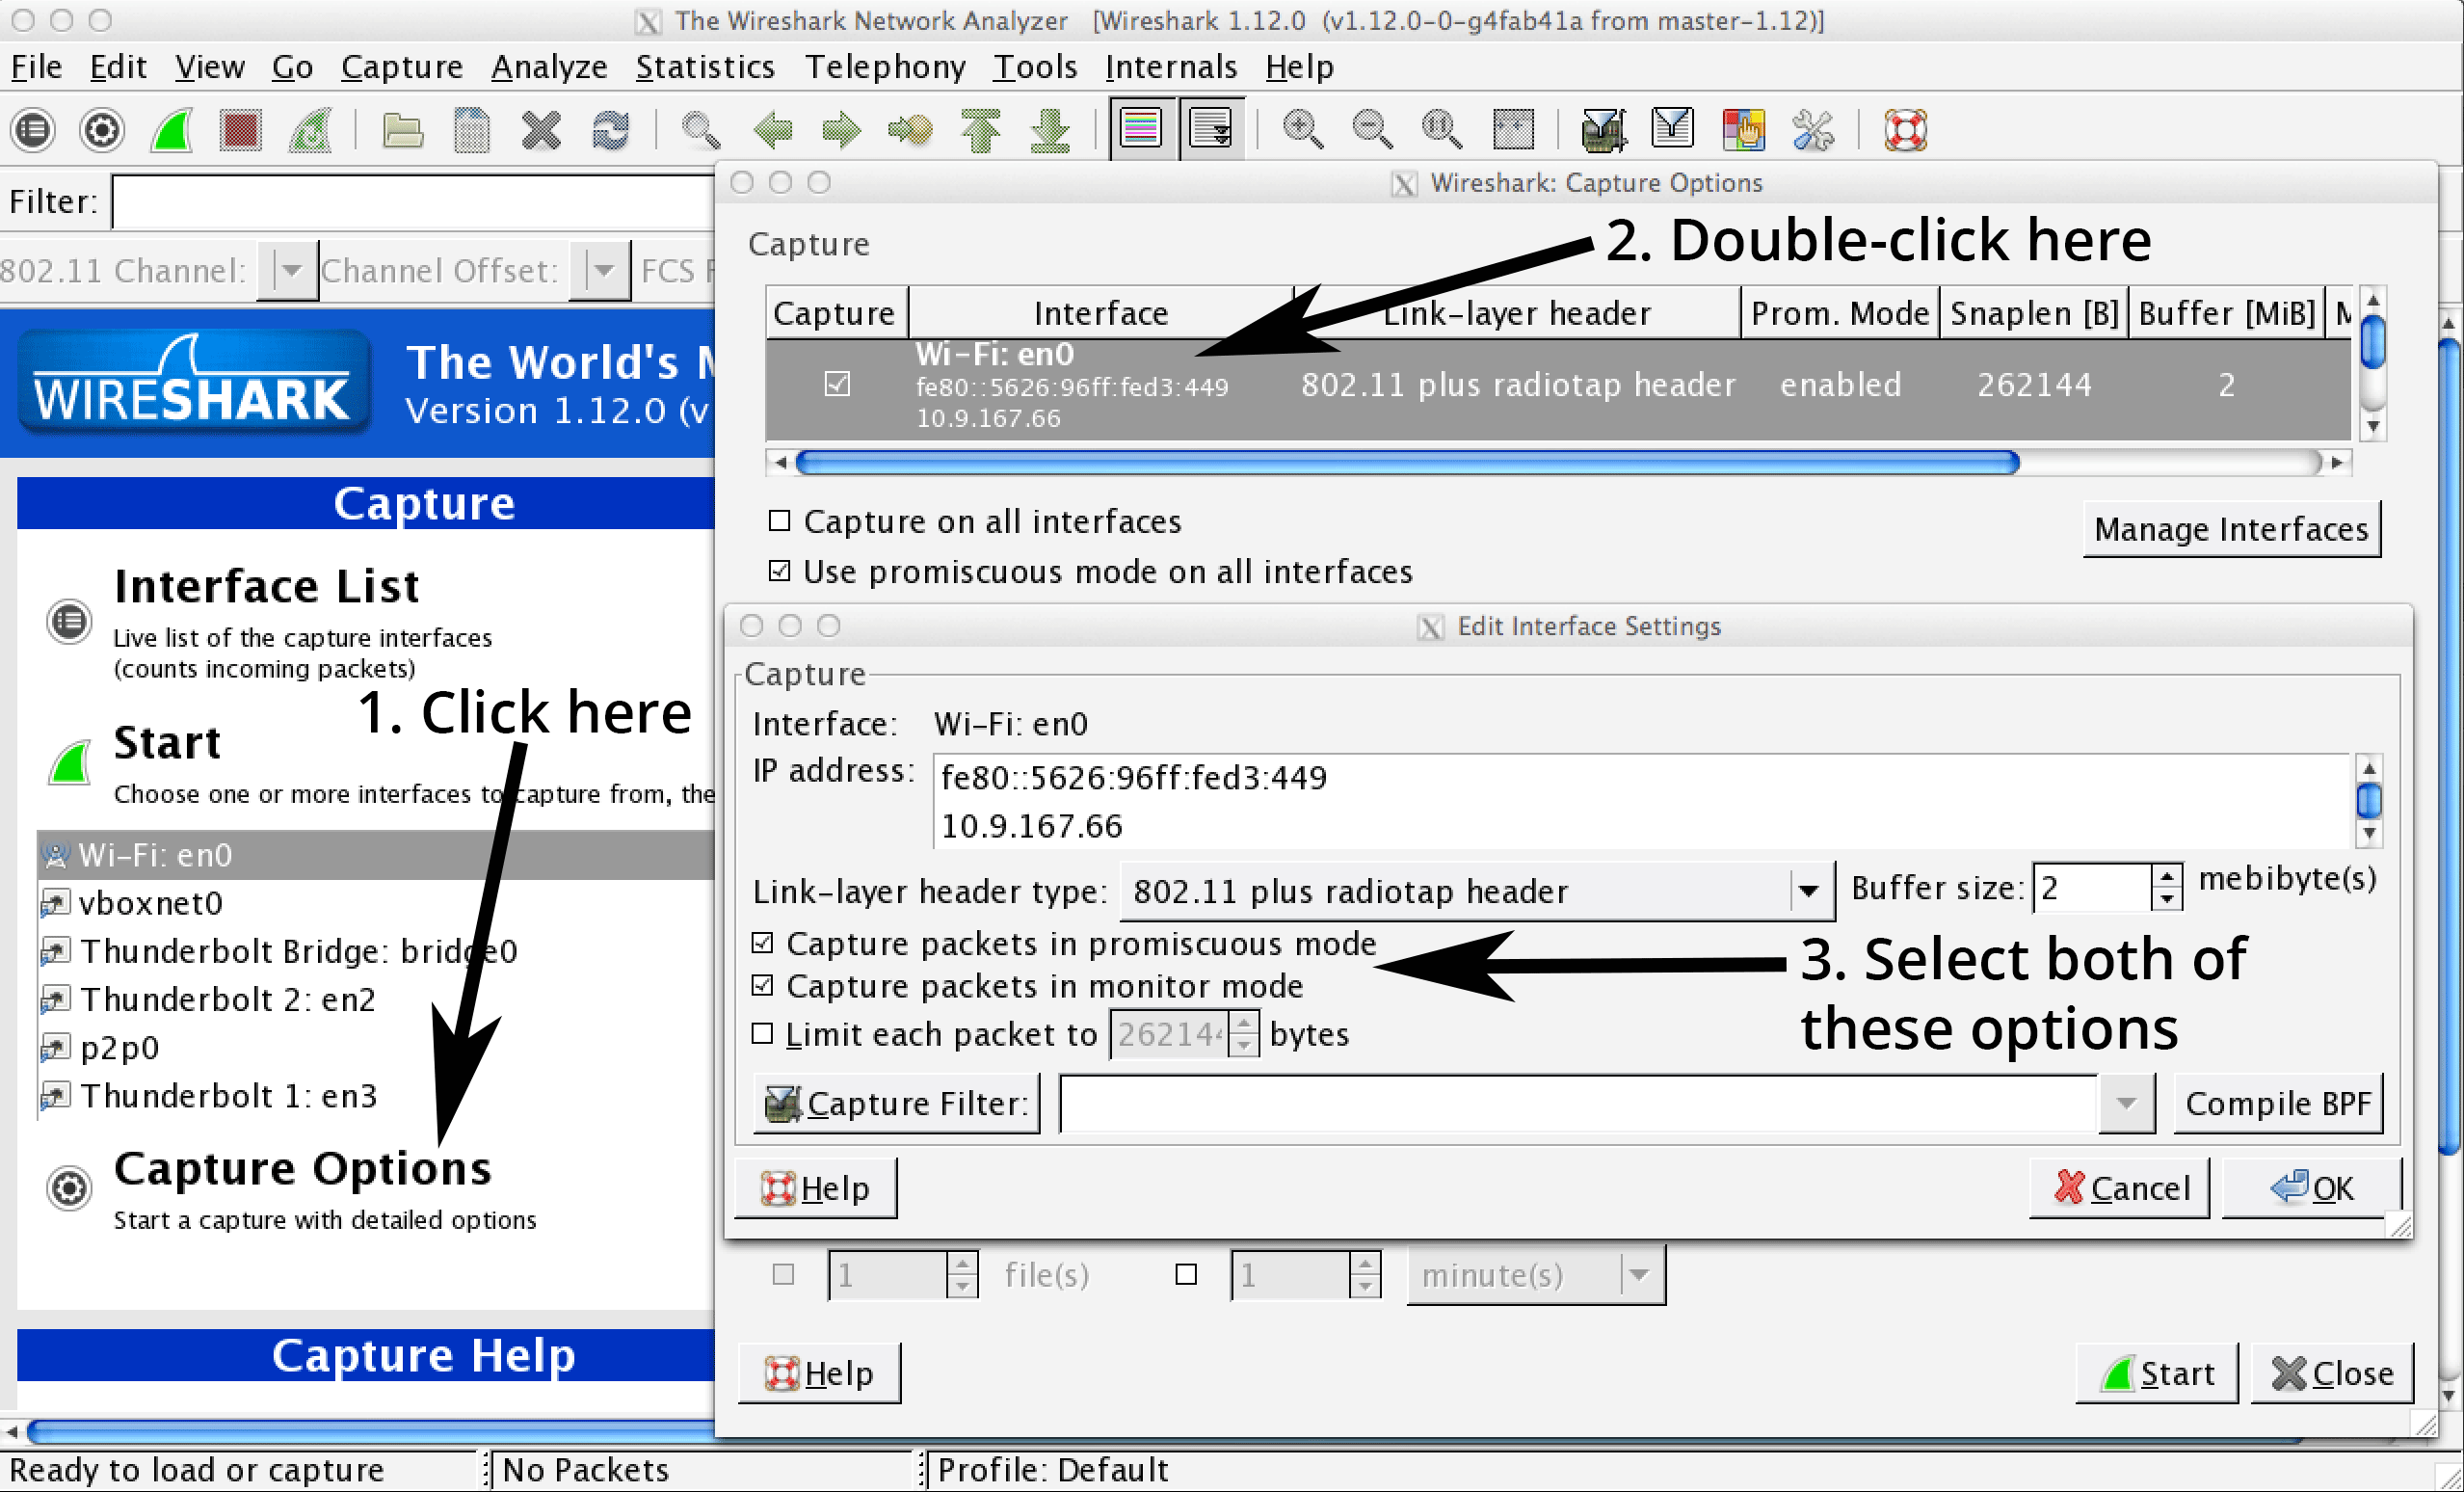 The Wireshark Network Analyzer [Wireshark 1.12.0 (v1.12.0-0-g4fab41a from master-1.12)]
File Edit View Go Capture Analyze Statistics Telephony Tools Internals Help
Filter:
802.11 Channel: Channel Offset: FCS F
WIRESHARK
The World's M
Version 1.12.0 (v
Capture
Interface List
Live list of the capture interfaces
(counts incoming packets)
1. Click here
Start
Choose one or more interfaces to capture from, the
Wi-Fi: en0
vboxnet0
Thunderbolt Bridge: bridge0
Thunderbolt 2: en2
p2p0
Thunderbolt 1: en3
Capture Options
Start a capture with detailed options
Capture Help
Wireshark: Capture Options
2. Double-click here
Capture
Capture Interface Link-layer header Prom. Mode Snaplen [B] Buffer [MiB] M
Wi-Fi: en0
fe80::5626:96ff:fed3:449 802.11 plus radiotap header enabled 262144 2
10.9.167.66
Capture on all interfaces
Manage Interfaces
Use promiscuous mode on all interfaces
Edit Interface Settings
Capture
Interface: Wi-Fi: en0
IP address: fe80::5626:96ff:fed3:449
10.9.167.66
Link-layer header type: 802.11 plus radiotap header Buffer size: 2 mebibyte(s)
Capture packets in promiscuous mode
Capture packets in monitor mode
3. Select both of
these options
Limit each packet to 262144 bytes
Capture Filter: Compile BPF
Help Cancel OK
1 file(s) 1 minute(s)
Help Start Close
Ready to load or capture No Packets Profile: Default